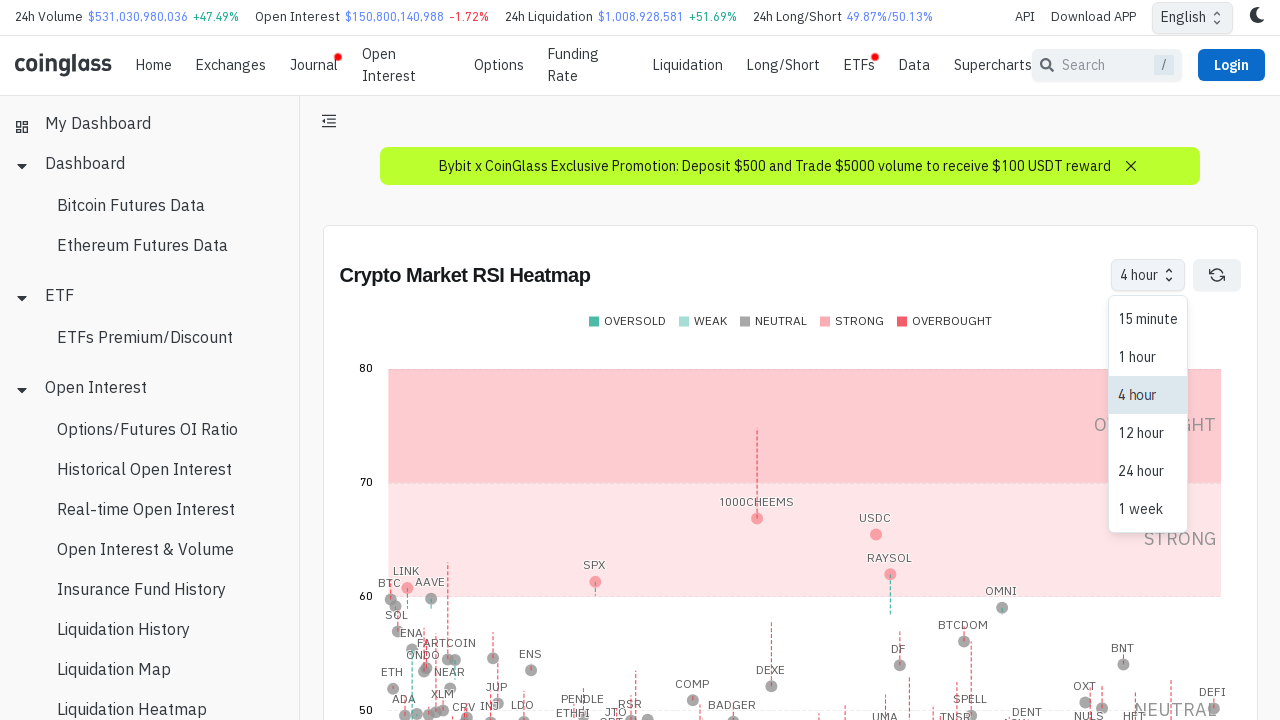 24h Volume $531,030,980,036 +47.49% Open Interest $150,800,140,988 -1.72% 24h Liquidation $1,008,928,581 +51.69% 24h Long/Short 49.87%/50.13% API Download APP English
coinglass Home Exchanges Journal Open Interest Options Funding Rate Liquidation Long/Short ETFs Data Supercharts Search / Login
My Dashboard
Dashboard
Bitcoin Futures Data
Ethereum Futures Data
ETF
ETFs Premium/Discount
Open Interest
Options/Futures OI Ratio
Historical Open Interest
Real-time Open Interest
Open Interest & Volume
Insurance Fund History
Liquidation History
Liquidation Map
Liquidation Heatmap
Bybit x CoinGlass Exclusive Promotion: Deposit $500 and Trade $5000 volume to receive $100 USDT reward
Crypto Market RSI Heatmap
4 hour
15 minute
1 hour
4 hour
12 hour
24 hour
1 week
OVERSOLD WEAK NEUTRAL STRONG OVERBOUGHT
80
70
1000CHEEMS
USDC
STRONG
RAYSOL
SPX
LINK
BTC AAVE
OMNI
60
SOL
BTCDOM
ENA
FARTCOIN
DF
BNT
ONDO
ENS
ETH NEAR
DEXE
COMP
JUP
OXT
ADA XLM
PENDLE
SPELL
DEFI
CRV INJ LDO
RSR
BADGER
50
NEUTRAL
ETHFI
JTO
DENT
UMA
TNSR
NULS